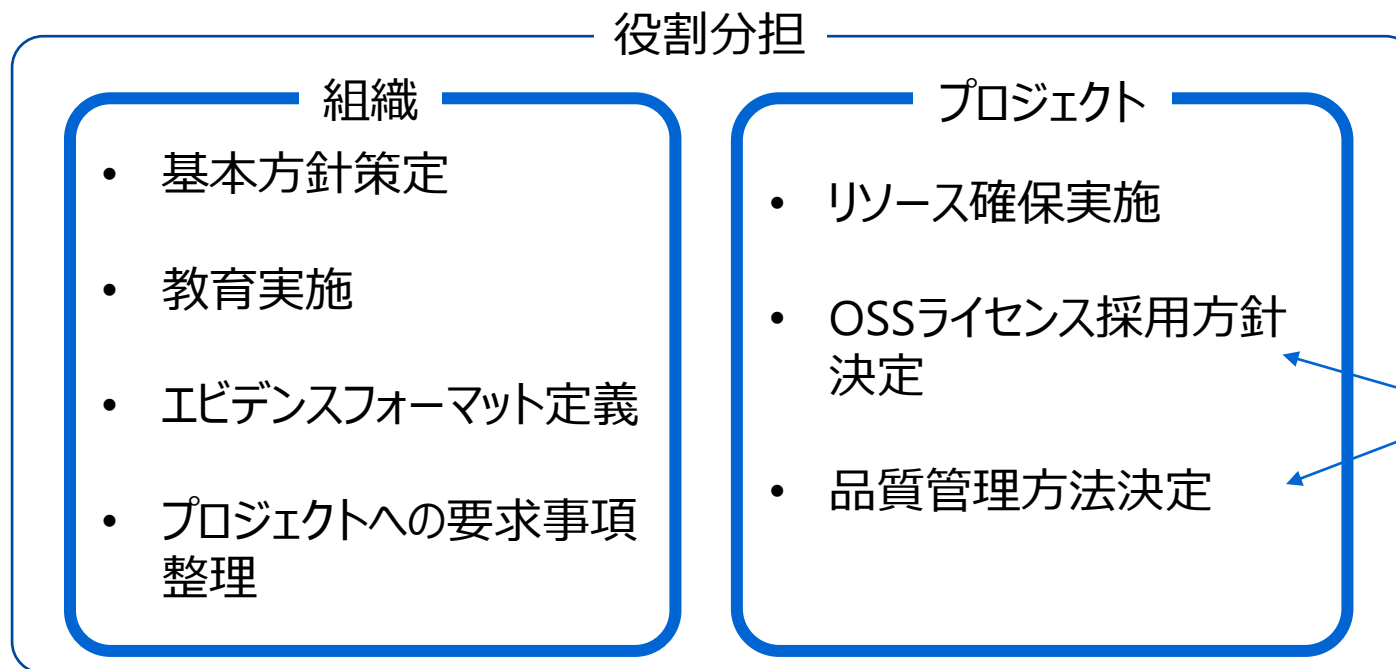 役割分担
組織
• 基本方針策定
• 教育実施
• エビデンスフォーマット定義
• プロジェクトへの要求事項
整理
プロジェクト
• リソース確保実施
• OSSライセンス採用方針
決定
• 品質管理方法決定